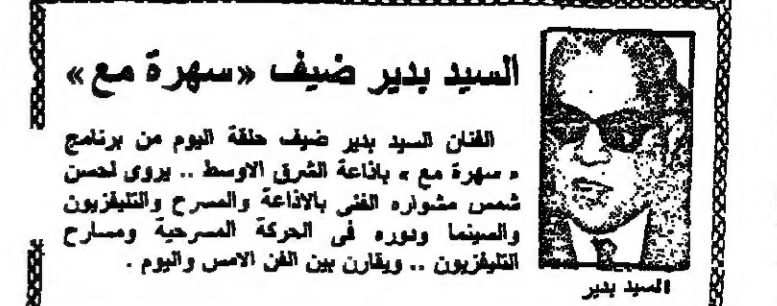 السيد بدير ضيف «سهرة مع»
الفنان السيد بدير ضيف حلقة اليوم من برنامج
« سهرة مع » باذاعة الشرق الاوسط .. يروى لحسن
شمس مشواره الفنى بالاذاعة والمسرح والتليفزيون
والسينما ودوره فى الحركة المسرحية ومسارح
التليفزيون .. ويقارن بين الفن الامس واليوم .
السيد بدير